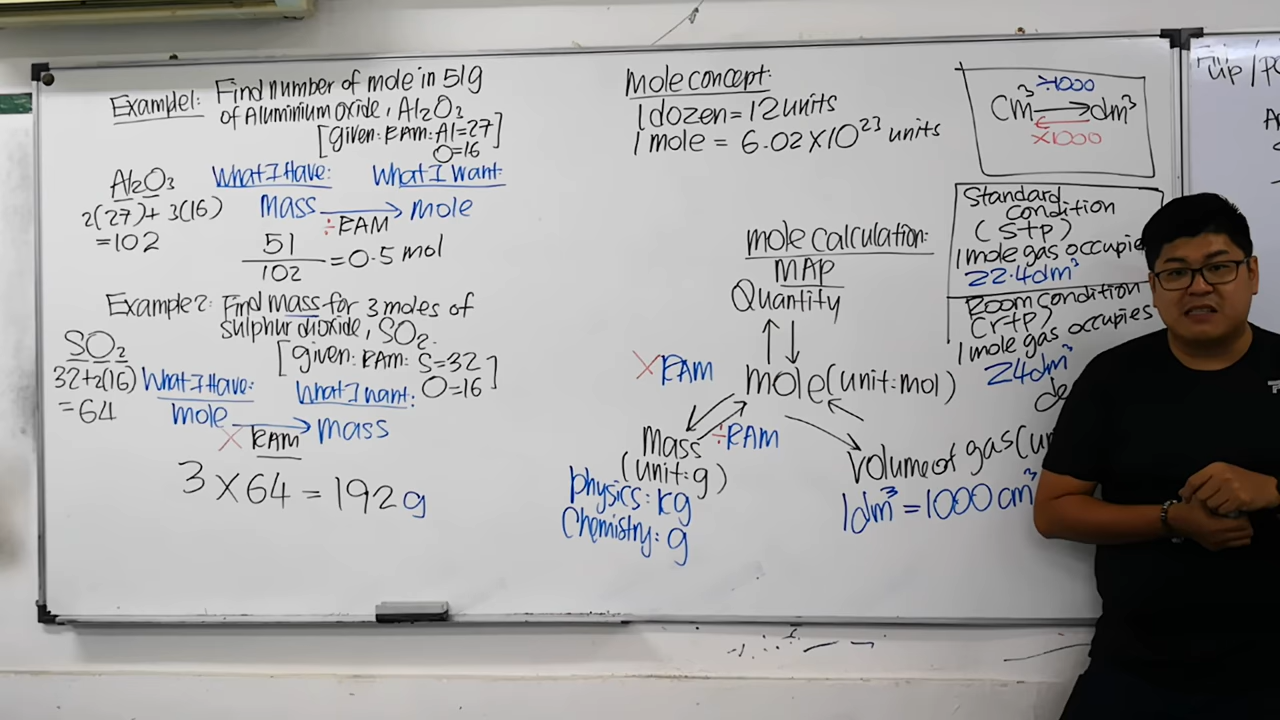 Example1: Find number of mole in 51g
of Aluminium oxide, Al2O3
[given: RAM: Al=27]
O=16
Al2O3
2(27)+ 3(16)
=102
What I Have: What I Want:
Mass ÷RAM mole
51
102
=0.5 mol
Example2: Find mass for 3 moles of
sulphur dioxide, SO2.
[given: RAM: S=32]
O=16
SO2
32+2(16)
=64
What I Have: What I want:
mole × RAM mass
3×64=192g
Mole concept:
1 dozen=12 units
1 mole = 6.02×10²³ units
÷1000
cm³ dm³
×1000
Standard
condition
(stp)
1 mole gas occupies
22.4dm³
Room condition
(rtp)
1 mole gas occupies
24dm³
mole calculation:
MAP
Quantity
×RAM
mole(unit:mol)
÷RAM
Mass
(unit:g)
physics: kg
Chemistry: g
Volume of gas(un
1dm³=1000cm³
up /